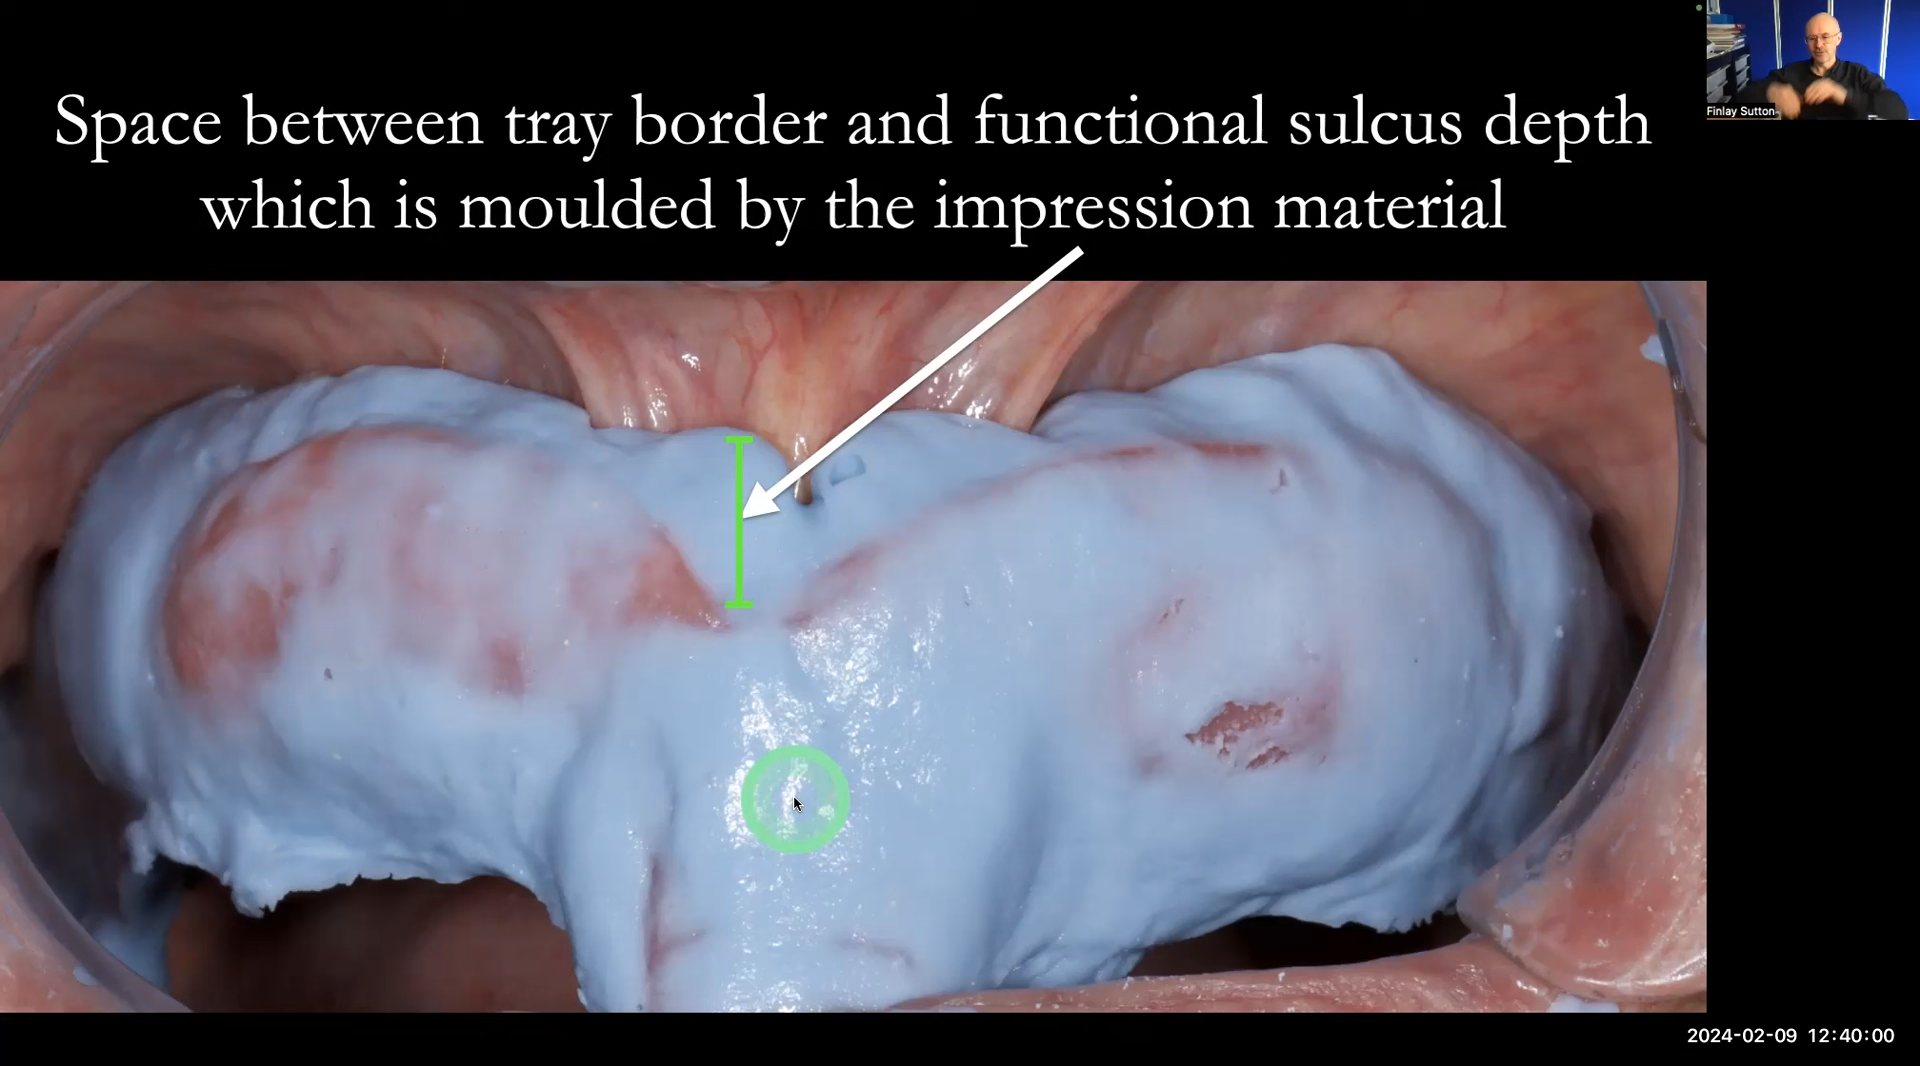 Space between tray border and functional sulcus depth
which is moulded by the impression material
Finlay Sutton
2024-02-09 12:40:00